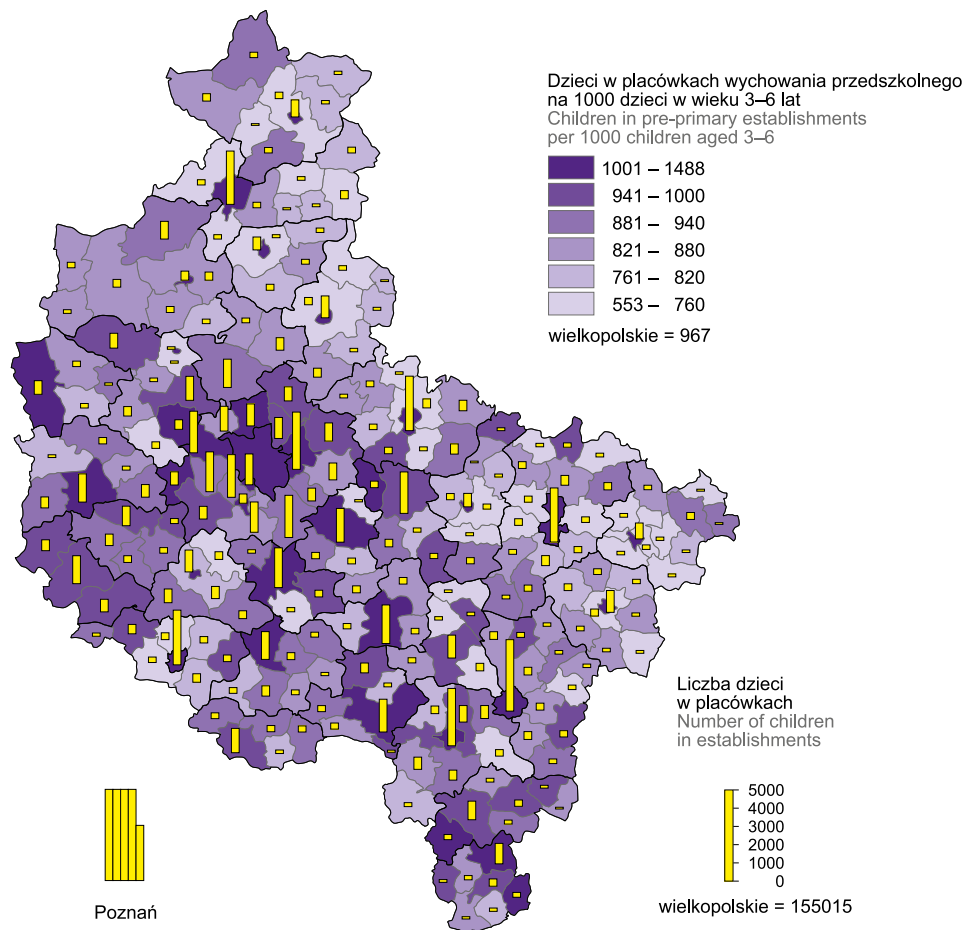 Dzieci w placówkach wychowania przedszkolnego
na 1000 dzieci w wieku 3–6 lat
Children in pre-primary establishments
per 1000 children aged 3–6
1001 – 1488
941 – 1000
881 – 940
821 – 880
761 – 820
553 – 760
wielkopolskie = 967
Liczba dzieci
w placówkach
Number of children
in establishments
5000
4000
3000
2000
1000
0
wielkopolskie = 155015
Poznań